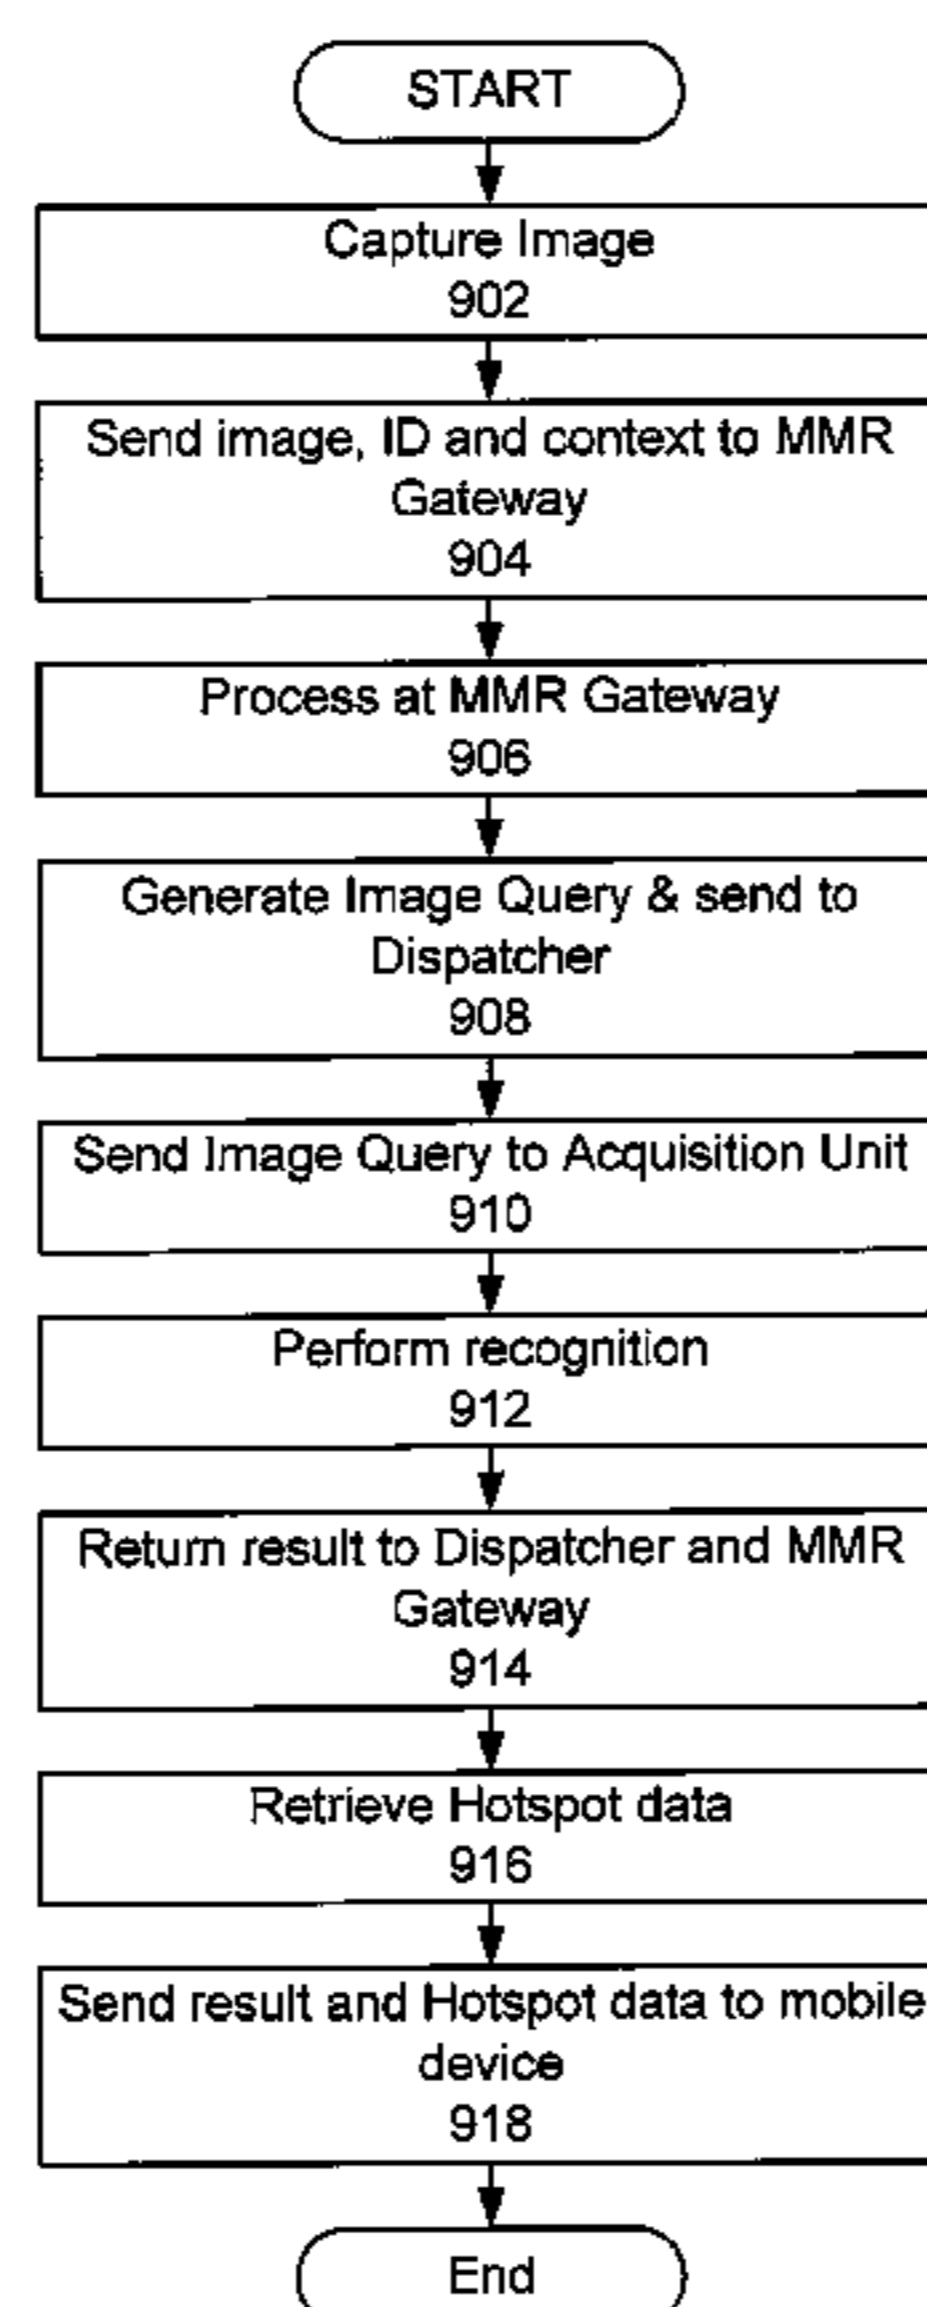 START
Capture Image
902
Send image, ID and context to MMR
Gateway
904
Process at MMR Gateway
906
Generate Image Query & send to
Dispatcher
908
Send Image Query to Acquisition Unit
910
Perform recognition
912
Return result to Dispatcher and MMR
Gateway
914
Retrieve Hotspot data
916
Send result and Hotspot data to mobile
device
918
End